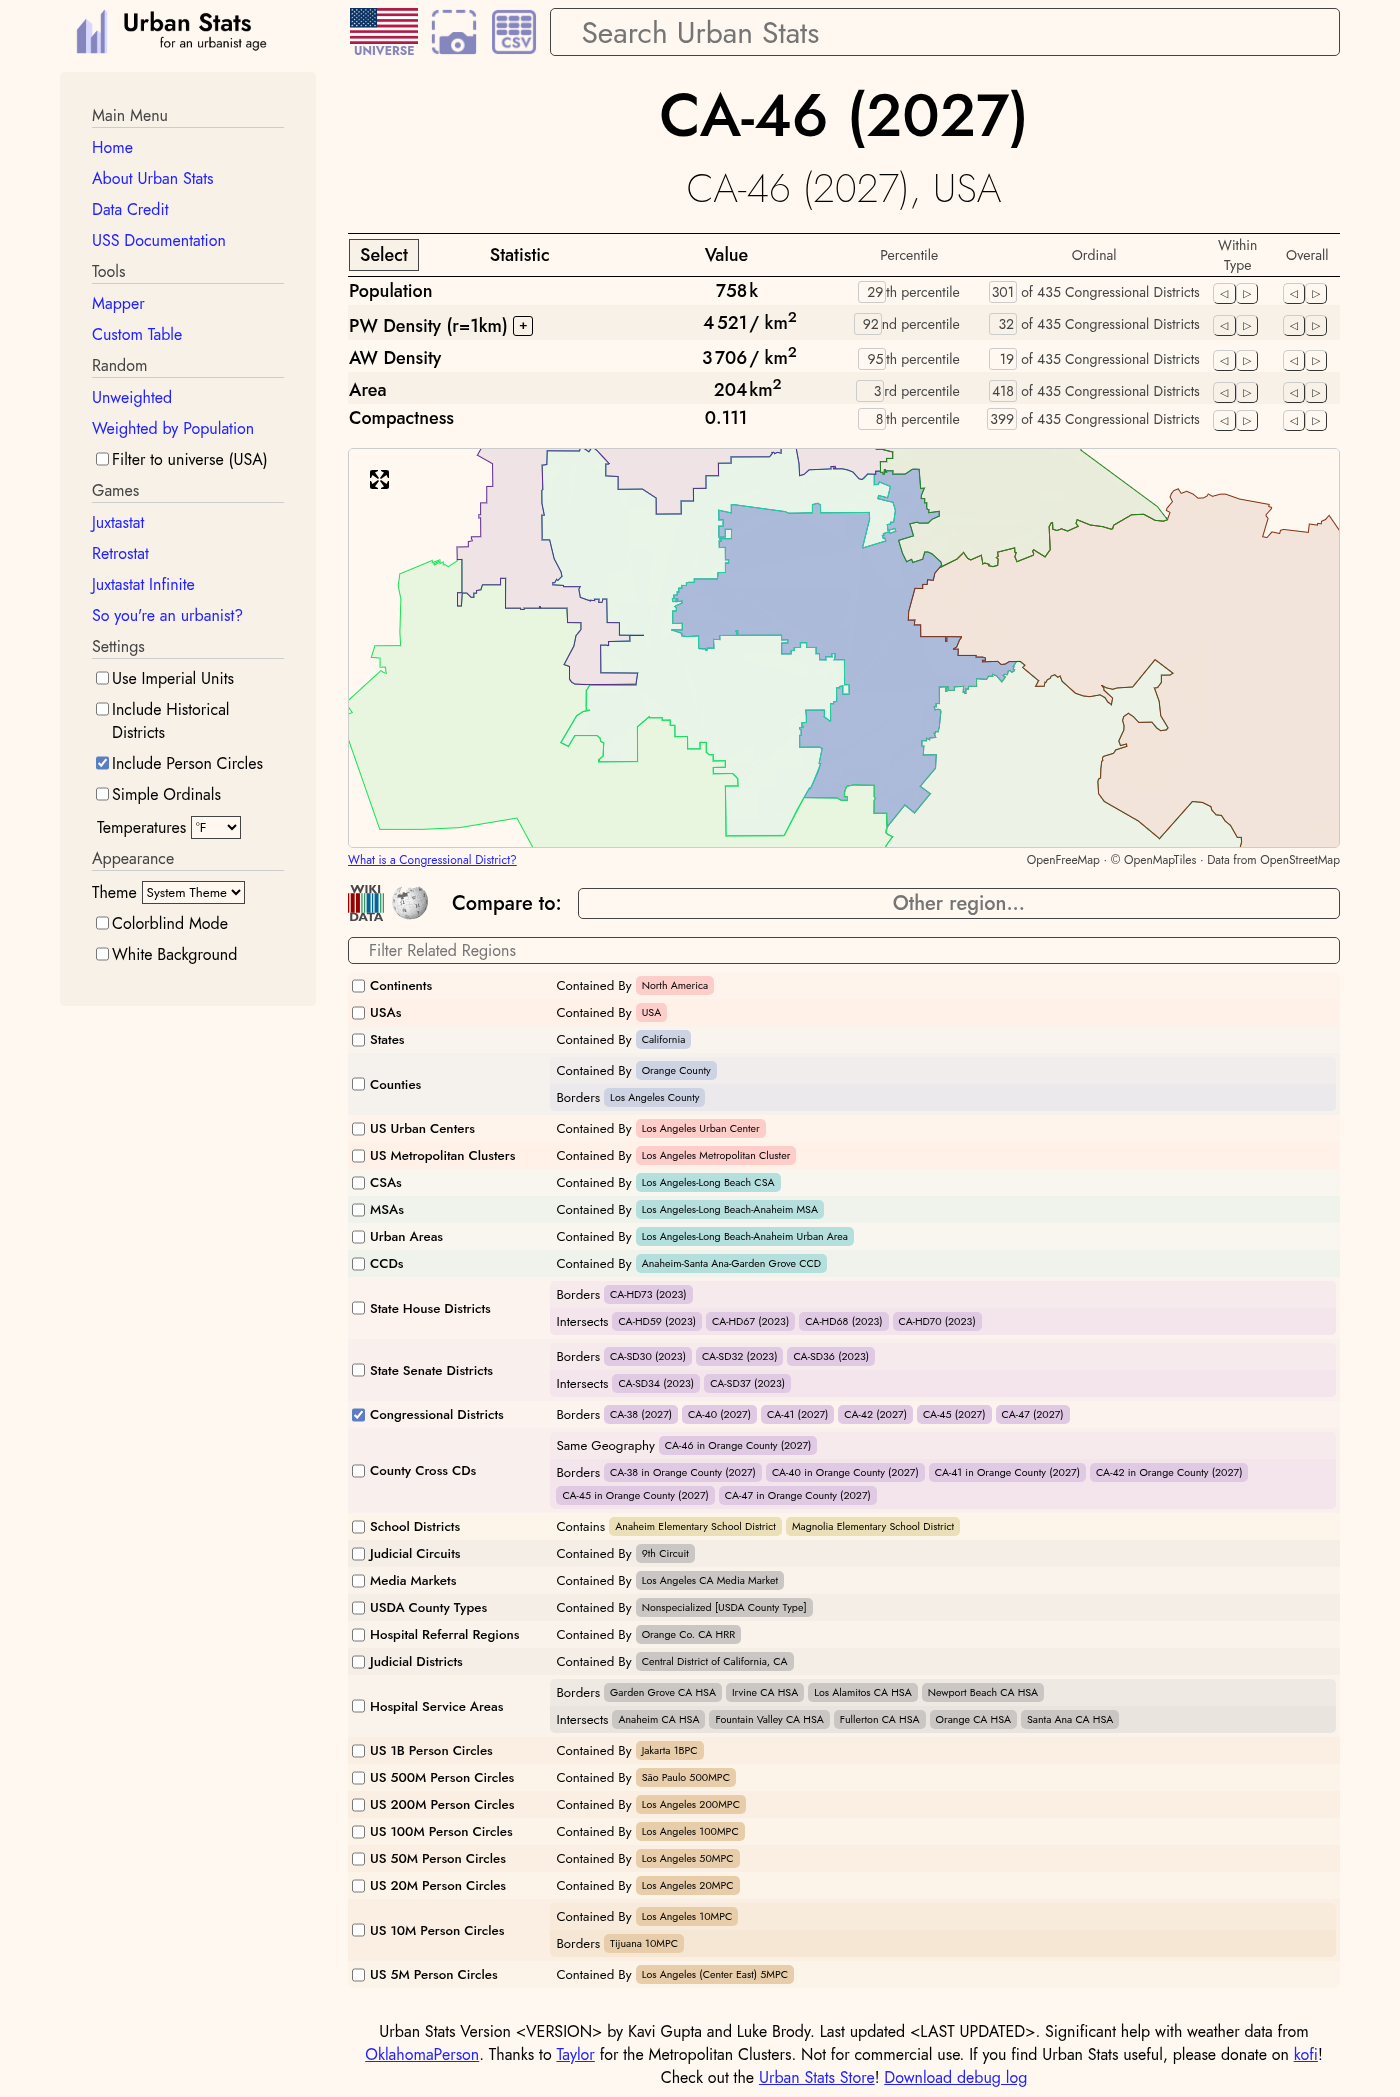 Urban Stats
for an urbanist age
UNIVERSE
CSV
Search Urban Stats
Main Menu
Home
About Urban Stats
Data Credit
USS Documentation
Tools
Mapper
Custom Table
Random
Unweighted
Weighted by Population
Filter to universe (USA)
Games
Juxtastat
Retrostat
Juxtastat Infinite
So you're an urbanist?
Settings
Use Imperial Units
Include Historical
Districts
Include Person Circles
Simple Ordinals
Temperatures °F
Appearance
Theme System Theme
Colorblind Mode
White Background
CA-46 (2027)
CA-46 (2027), USA
Select Statistic Value Percentile Ordinal Within Type Overall
Population 758 k 29th percentile 301 of 435 Congressional Districts ◁ ▷ ◁ ▷
PW Density (r=1km) + 4 521 / km2 92nd percentile 32 of 435 Congressional Districts ◁ ▷ ◁ ▷
AW Density 3 706 / km2 95th percentile 19 of 435 Congressional Districts ◁ ▷ ◁ ▷
Area 204 km2 3rd percentile 418 of 435 Congressional Districts ◁ ▷ ◁ ▷
Compactness 0.111 8th percentile 399 of 435 Congressional Districts ◁ ▷ ◁ ▷
What is a Congressional District? OpenFreeMap · © OpenMapTiles · Data from OpenStreetMap
WIKI
DATA
Compare to: Other region...
Filter Related Regions
Continents Contained By North America
USAs Contained By USA
States Contained By California
Counties Contained By Orange County
Borders Los Angeles County
US Urban Centers Contained By Los Angeles Urban Center
US Metropolitan Clusters Contained By Los Angeles Metropolitan Cluster
CSAs Contained By Los Angeles-Long Beach CSA
MSAs Contained By Los Angeles-Long Beach-Anaheim MSA
Urban Areas Contained By Los Angeles-Long Beach-Anaheim Urban Area
CCDs Contained By Anaheim-Santa Ana-Garden Grove CCD
State House Districts Borders CA-HD73 (2023)
Intersects CA-HD59 (2023) CA-HD67 (2023) CA-HD68 (2023) CA-HD70 (2023)
State Senate Districts Borders CA-SD30 (2023) CA-SD32 (2023) CA-SD36 (2023)
Intersects CA-SD34 (2023) CA-SD37 (2023)
Congressional Districts Borders CA-38 (2027) CA-40 (2027) CA-41 (2027) CA-42 (2027) CA-45 (2027) CA-47 (2027)
County Cross CDs Same Geography CA-46 in Orange County (2027)
Borders CA-38 in Orange County (2027) CA-40 in Orange County (2027) CA-41 in Orange County (2027) CA-42 in Orange County (2027)
CA-45 in Orange County (2027) CA-47 in Orange County (2027)
School Districts Contains Anaheim Elementary School District Magnolia Elementary School District
Judicial Circuits Contained By 9th Circuit
Media Markets Contained By Los Angeles CA Media Market
USDA County Types Contained By Nonspecialized [USDA County Type]
Hospital Referral Regions Contained By Orange Co. CA HRR
Judicial Districts Contained By Central District of California, CA
Hospital Service Areas Borders Garden Grove CA HSA Irvine CA HSA Los Alamitos CA HSA Newport Beach CA HSA
Intersects Anaheim CA HSA Fountain Valley CA HSA Fullerton CA HSA Orange CA HSA Santa Ana CA HSA
US 1B Person Circles Contained By Jakarta 1BPC
US 500M Person Circles Contained By São Paulo 500MPC
US 200M Person Circles Contained By Los Angeles 200MPC
US 100M Person Circles Contained By Los Angeles 100MPC
US 50M Person Circles Contained By Los Angeles 50MPC
US 20M Person Circles Contained By Los Angeles 20MPC
US 10M Person Circles Contained By Los Angeles 10MPC
Borders Tijuana 10MPC
US 5M Person Circles Contained By Los Angeles (Center East) 5MPC
Urban Stats Version <VERSION> by Kavi Gupta and Luke Brody. Last updated <LAST UPDATED>. Significant help with weather data from
OklahomaPerson. Thanks to Taylor for the Metropolitan Clusters. Not for commercial use. If you find Urban Stats useful, please donate on kofi!
Check out the Urban Stats Store! Download debug log